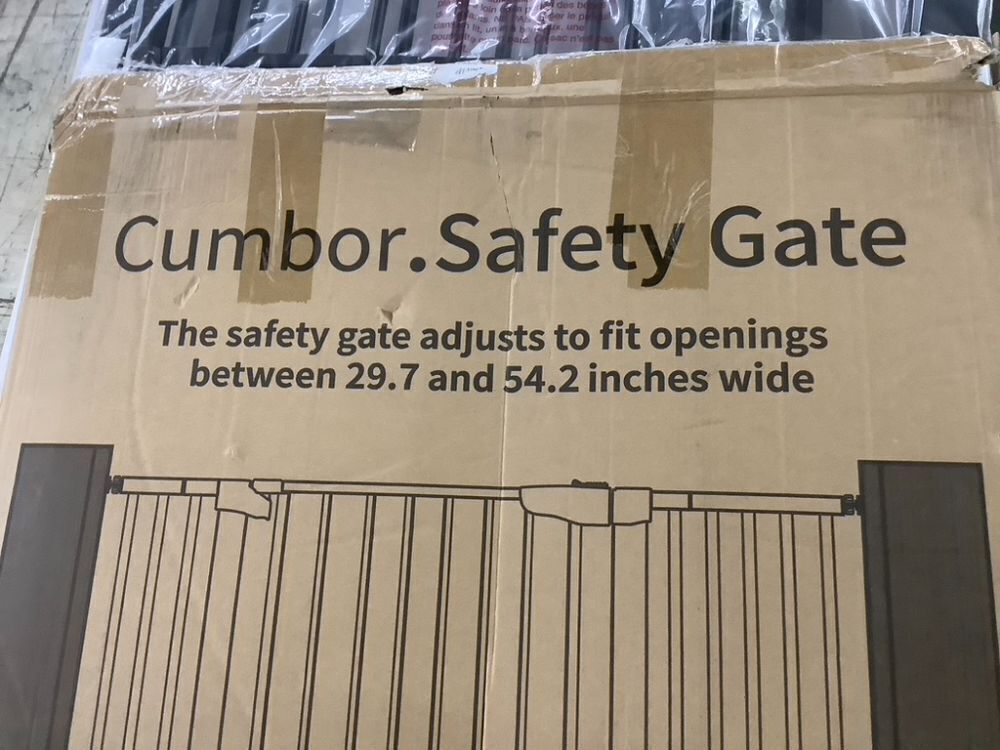 Cumbor.Safety Gate
The safety gate adjusts to fit openings
between 29.7 and 54.2 inches wide